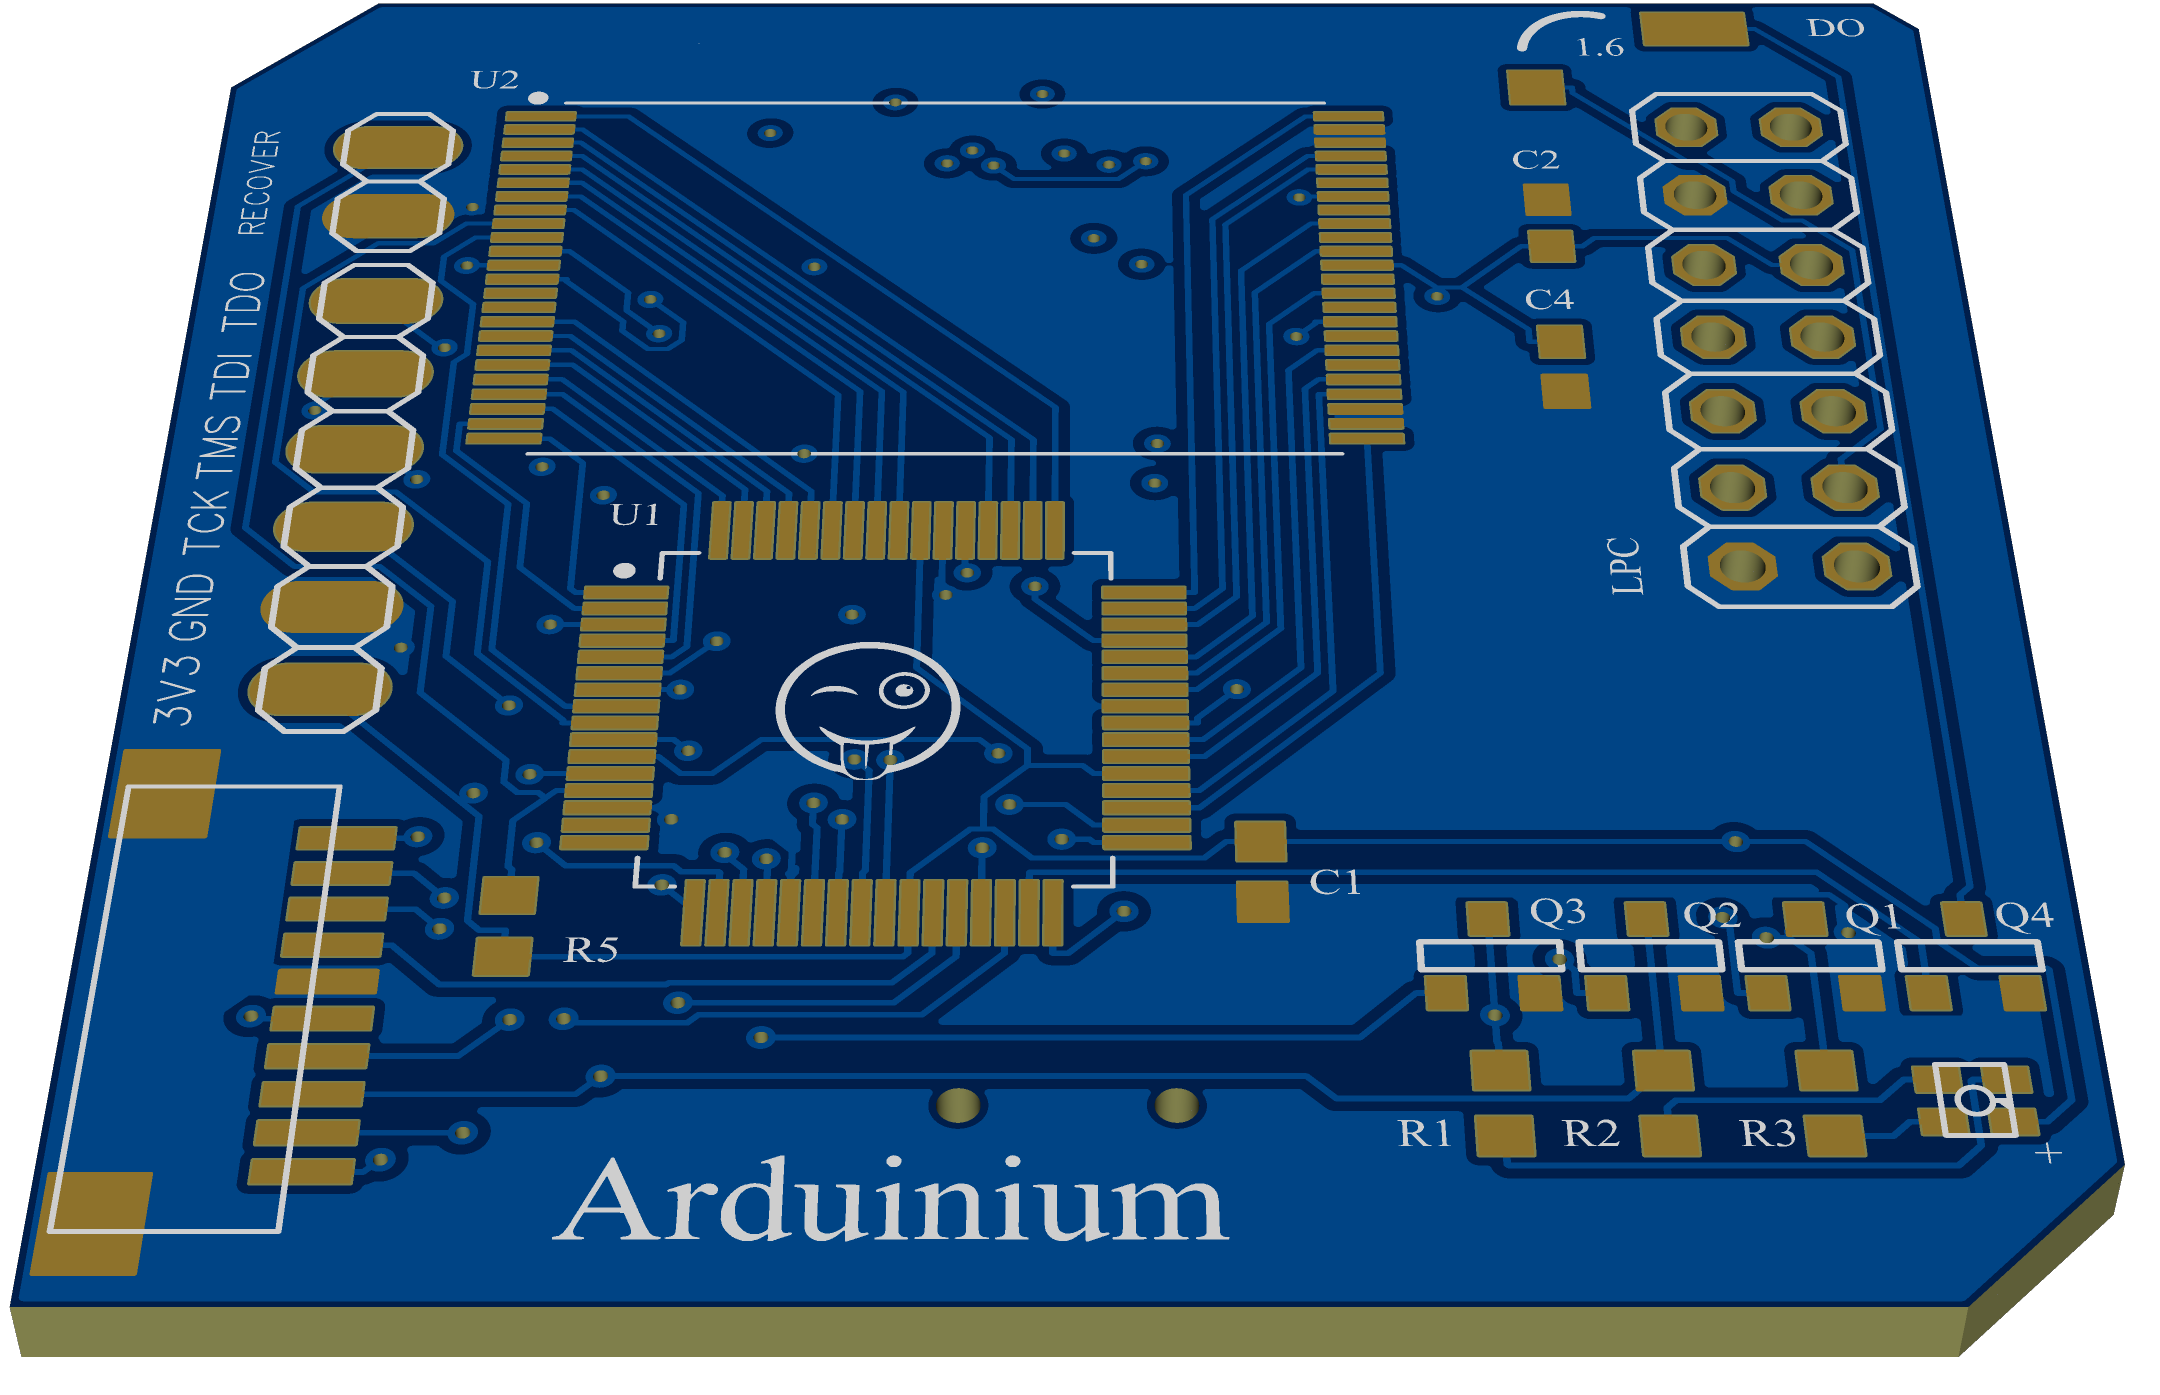 U2
1.6
DO
RECOVER
C2
TDO
C4
TDI
TMS
TCK
U1
LPC
GND
3V3
C1
R5
Q3
Q2
Q1
Q4
R1
R2
R3
+
Arduinium